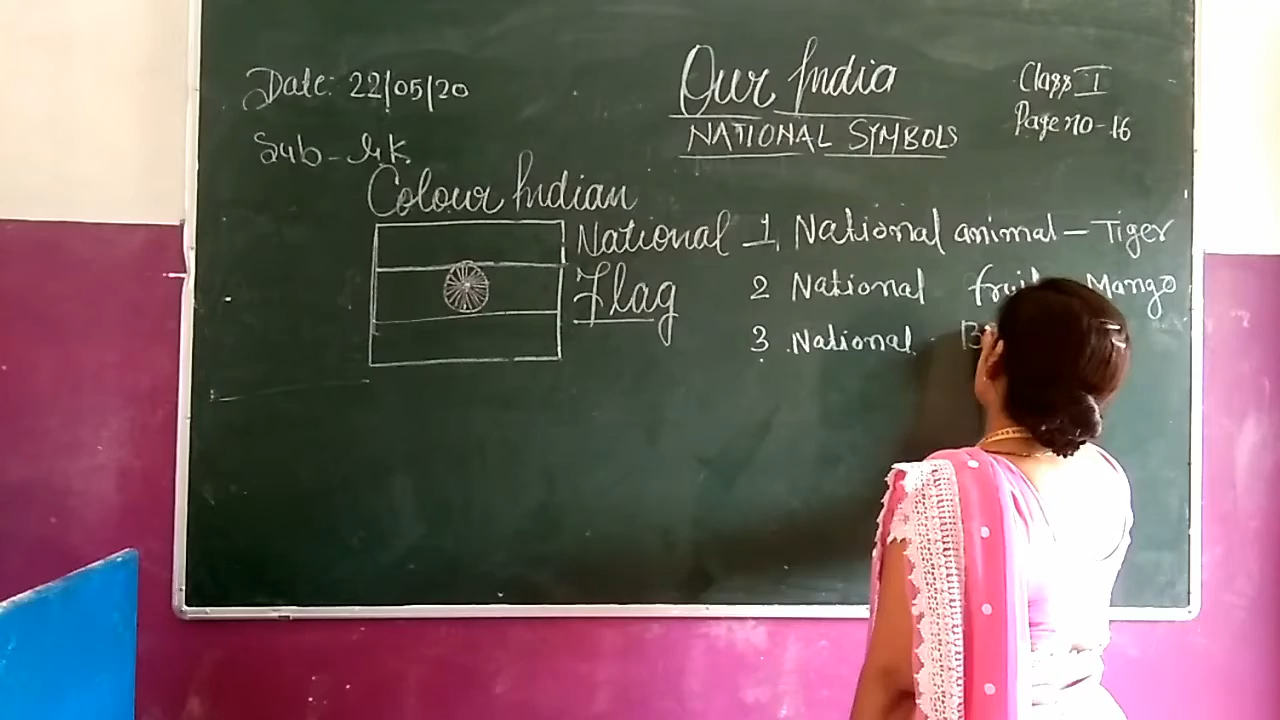 Date: 22/05/20
Our India
Class I
NATIONAL SYMBOLS
Page no-16
Sub- G.K.
Colour Indian
National
Flag
1, National animal - Tiger
2 National Mango
3 National